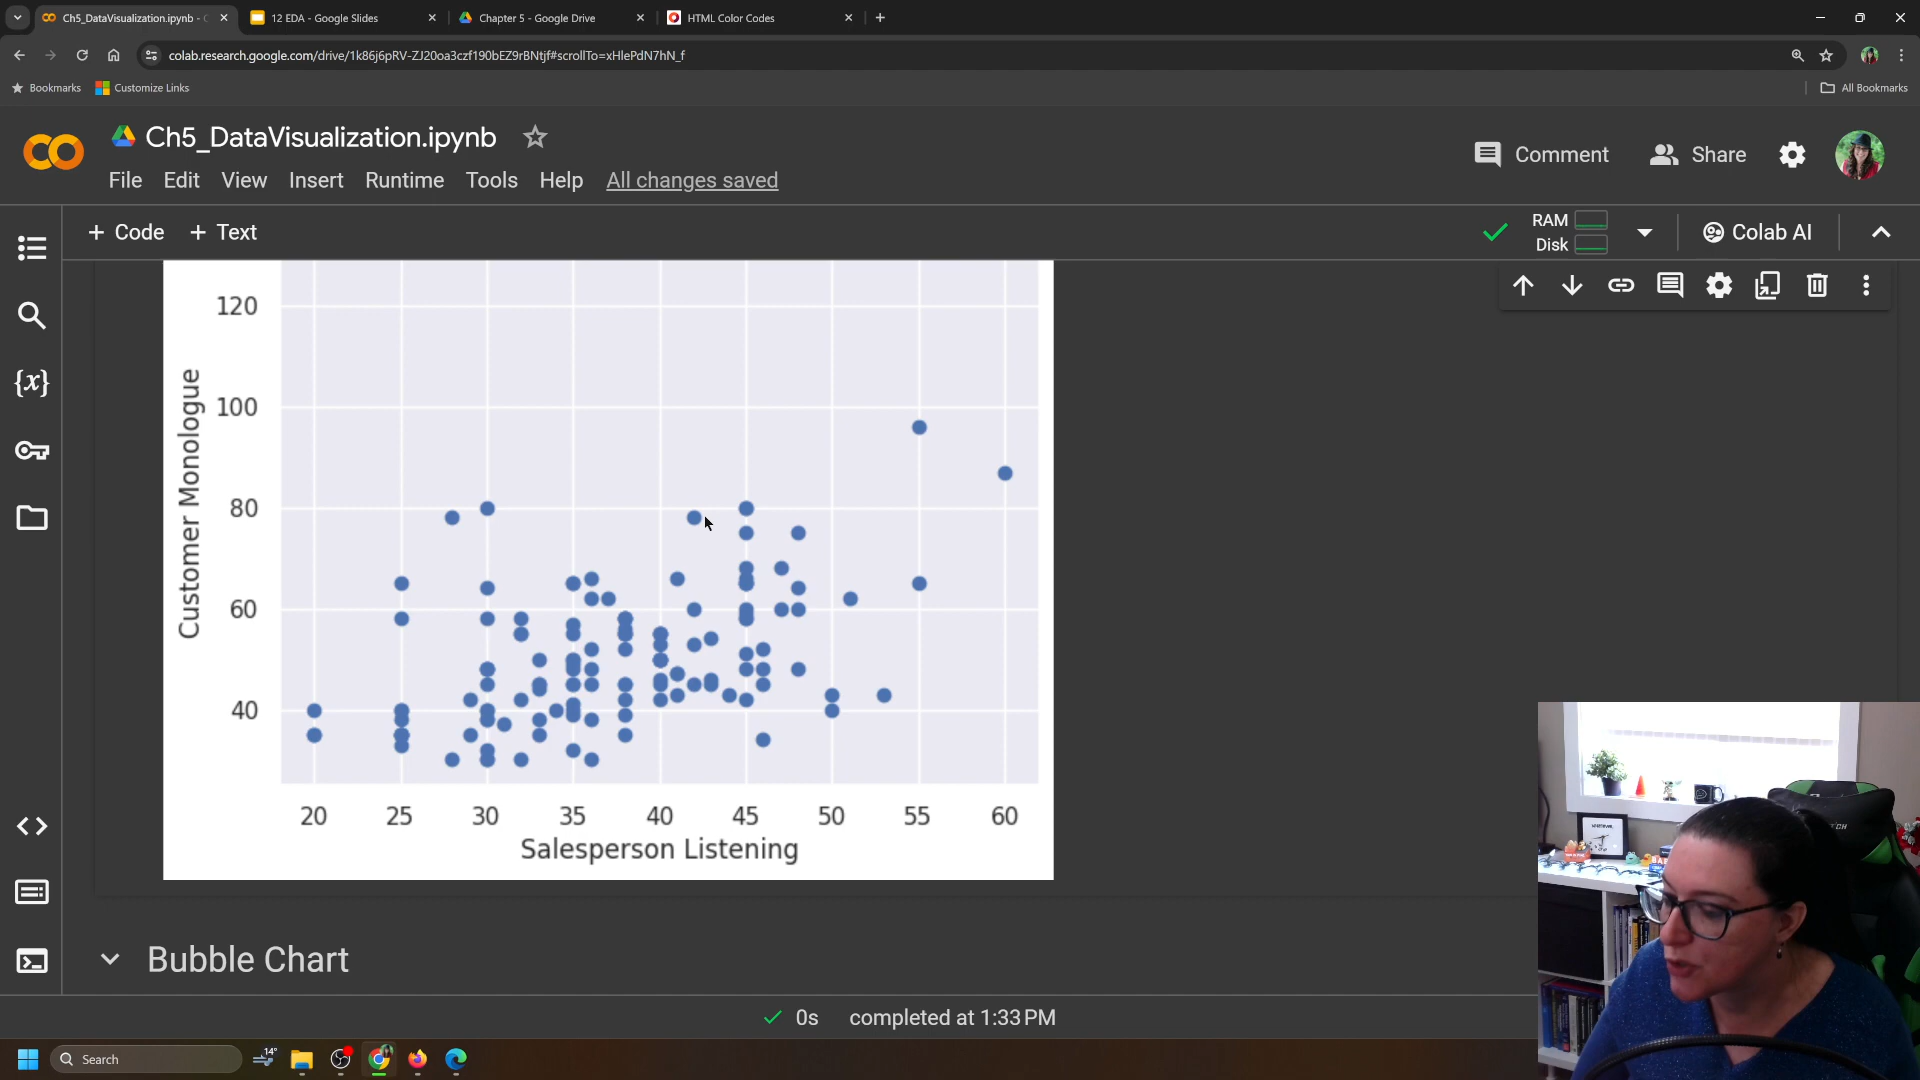 Ch5_DataVisualization.ipynb - C
12 EDA - Google Slides
Chapter 5 - Google Drive
HTML Color Codes
colab.research.google.com/drive/1k86j6pRV-ZJ20oa3czf190bEZ9rBNtjf#scrollTo=xHlePdN7hN_f
Bookmarks
Customize Links
All Bookmarks
Ch5_DataVisualization.ipynb
Comment
Share
File Edit View Insert Runtime Tools Help All changes saved
+ Code + Text
RAM
Disk
Colab AI
{x}
120
100
80
60
40
Customer Monologue
20 25 30 35 40 45 50 55 60
Salesperson Listening
Bubble Chart
0s completed at 1:33 PM
Search
14°